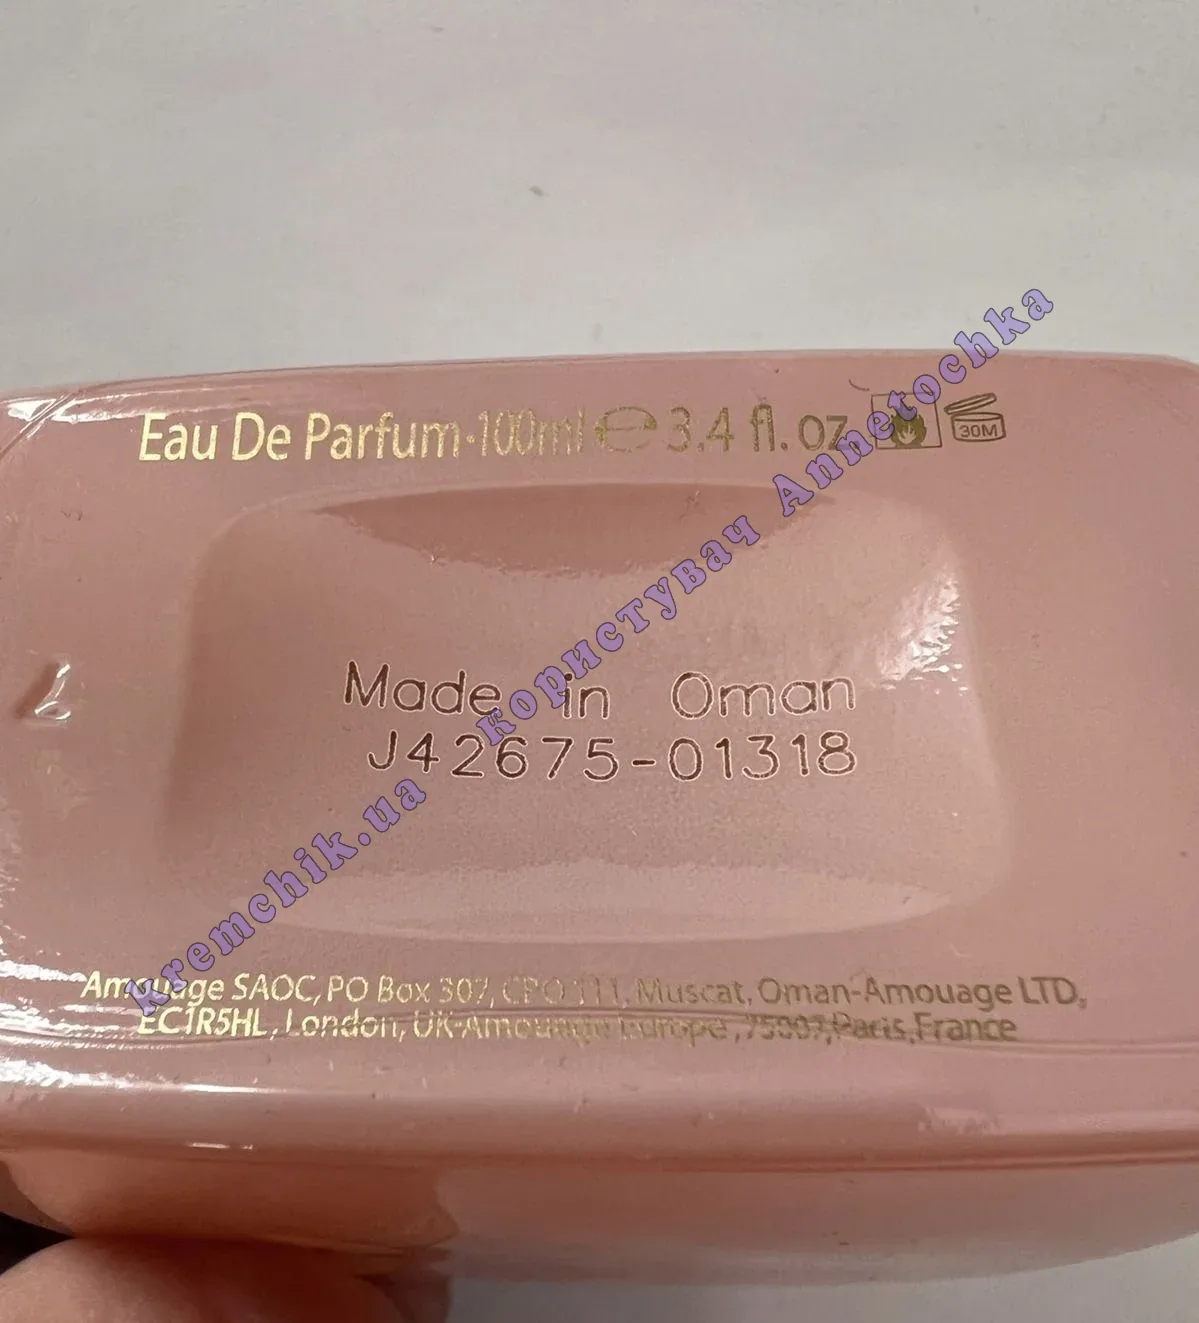 Eau De Parfum·100ml ℮ 3.4 fl. oz
30M
Made in Oman
J42675-01318
Amouage SAOC, PO Box 307, CPO 111, Muscat, Oman-Amouage LTD,
EC1R5HL, London, UK-Amouage Europe ,75007,Paris,France
kremchik.ua користувач Annetochka